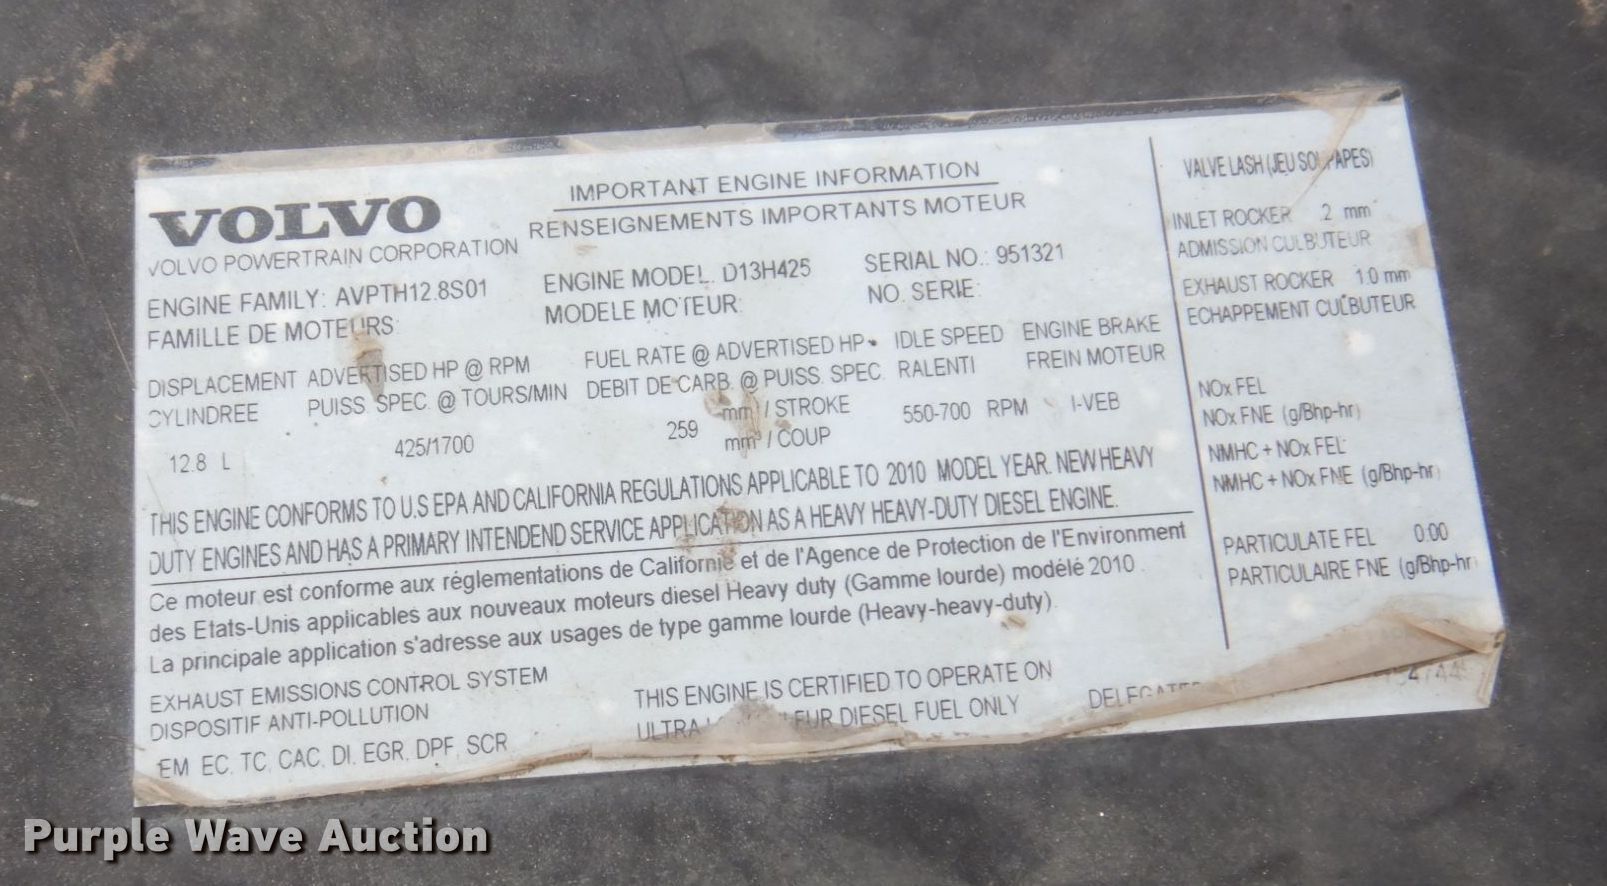 VOLVO
VOLVO POWERTRAIN CORPORATION
IMPORTANT ENGINE INFORMATION
RENSEIGNEMENTS IMPORTANTS MOTEUR
ENGINE FAMILY: AVPTH12.8S01
FAMILLE DE MOTEURS:
ENGINE MODEL. D13H425
MODELE MOTEUR:
SERIAL NO.: 951321
NO. SERIE:
DISPLACEMENT
CYLINDREE
12.8 L
ADVERTISED HP @ RPM
PUISS. SPEC. @ TOURS/MIN
425/1700
FUEL RATE @ ADVERTISED HP
DEBIT DE CARB. @ PUISS. SPEC.
259
mm³ / STROKE
mm³ / COUP
IDLE SPEED
RALENTI
550-700 RPM
ENGINE BRAKE
FREIN MOTEUR
I-VEB
THIS ENGINE CONFORMS TO U.S EPA AND CALIFORNIA REGULATIONS APPLICABLE TO 2010 MODEL YEAR. NEW HEAVY
DUTY ENGINES AND HAS A PRIMARY INTENDEND SERVICE APPLICATION AS A HEAVY HEAVY-DUTY DIESEL ENGINE.
Ce moteur est conforme aux réglementations de Californie et de l'Agence de Protection de l'Environment
des Etats-Unis applicables aux nouveaux moteurs diesel Heavy duty (Gamme lourde) modélé 2010.
La principale application s'adresse aux usages de type gamme lourde (Heavy-heavy-duty).
EXHAUST EMISSIONS CONTROL SYSTEM
DISPOSITIF ANTI-POLLUTION
EM EC, TC, CAC, DI, EGR, DPF, SCR
THIS ENGINE IS CERTIFIED TO OPERATE ON
ULTRA DIESEL FUEL ONLY
VALVE LASH (JEU SOUPAPES)
INLET ROCKER .2 mm
ADMISSION CULBUTEUR
EXHAUST ROCKER 1.0 mm
ECHAPPEMENT CULBUTEUR
NOx FEL
NOx FNE (g/Bhp-hr)
NMHC + NOx FEL:
NMHC + NOx FNE (g/Bhp-hr)
PARTICULATE FEL 0.00
PARTICULAIRE FNE (g/Bhp-hr)
Purple Wave Auction